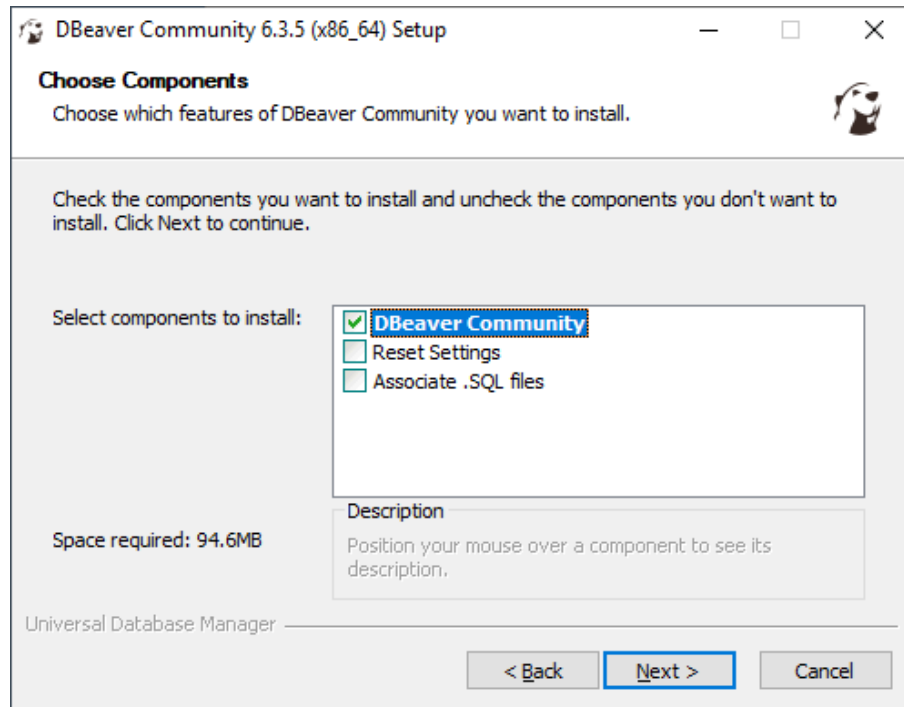 DBeaver Community 6.3.5 (x86_64) Setup
Choose Components
Choose which features of DBeaver Community you want to install.
Check the components you want to install and uncheck the components you don't want to
install. Click Next to continue.
Select components to install:
DBeaver Community
Reset Settings
Associate .SQL files
Space required: 94.6MB
Description
Position your mouse over a component to see its
description.
Universal Database Manager
< Back
Next >
Cancel